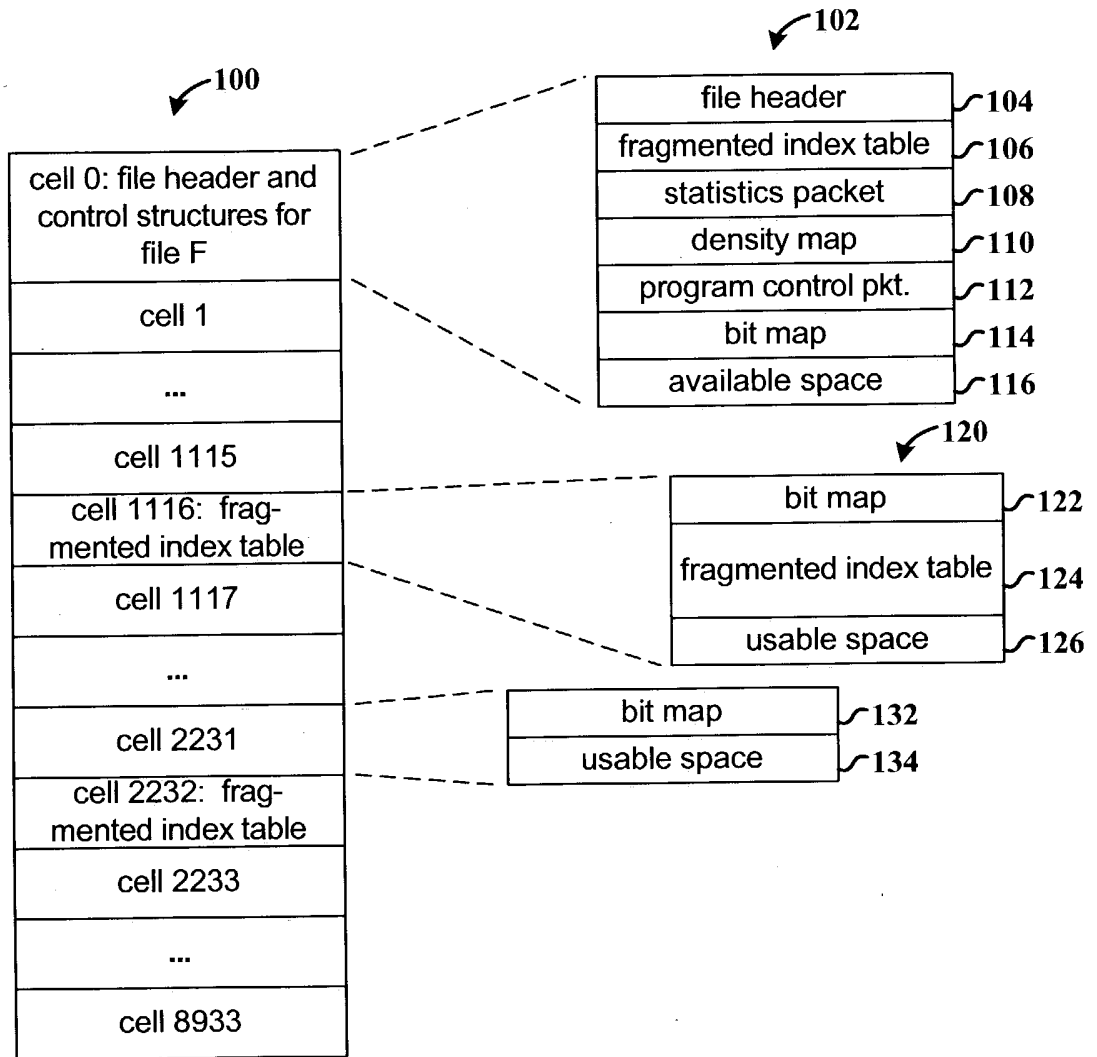 100
cell 0: file header and
control structures for
file F
cell 1
...
cell 1115
cell 1116: frag-
mented index table
cell 1117
...
cell 2231
cell 2232: frag-
mented index table
cell 2233
...
cell 8933
102
file header 104
fragmented index table 106
statistics packet 108
density map 110
program control pkt. 112
bit map 114
available space 116
120
bit map 122
fragmented index table 124
usable space 126
bit map 132
usable space 134